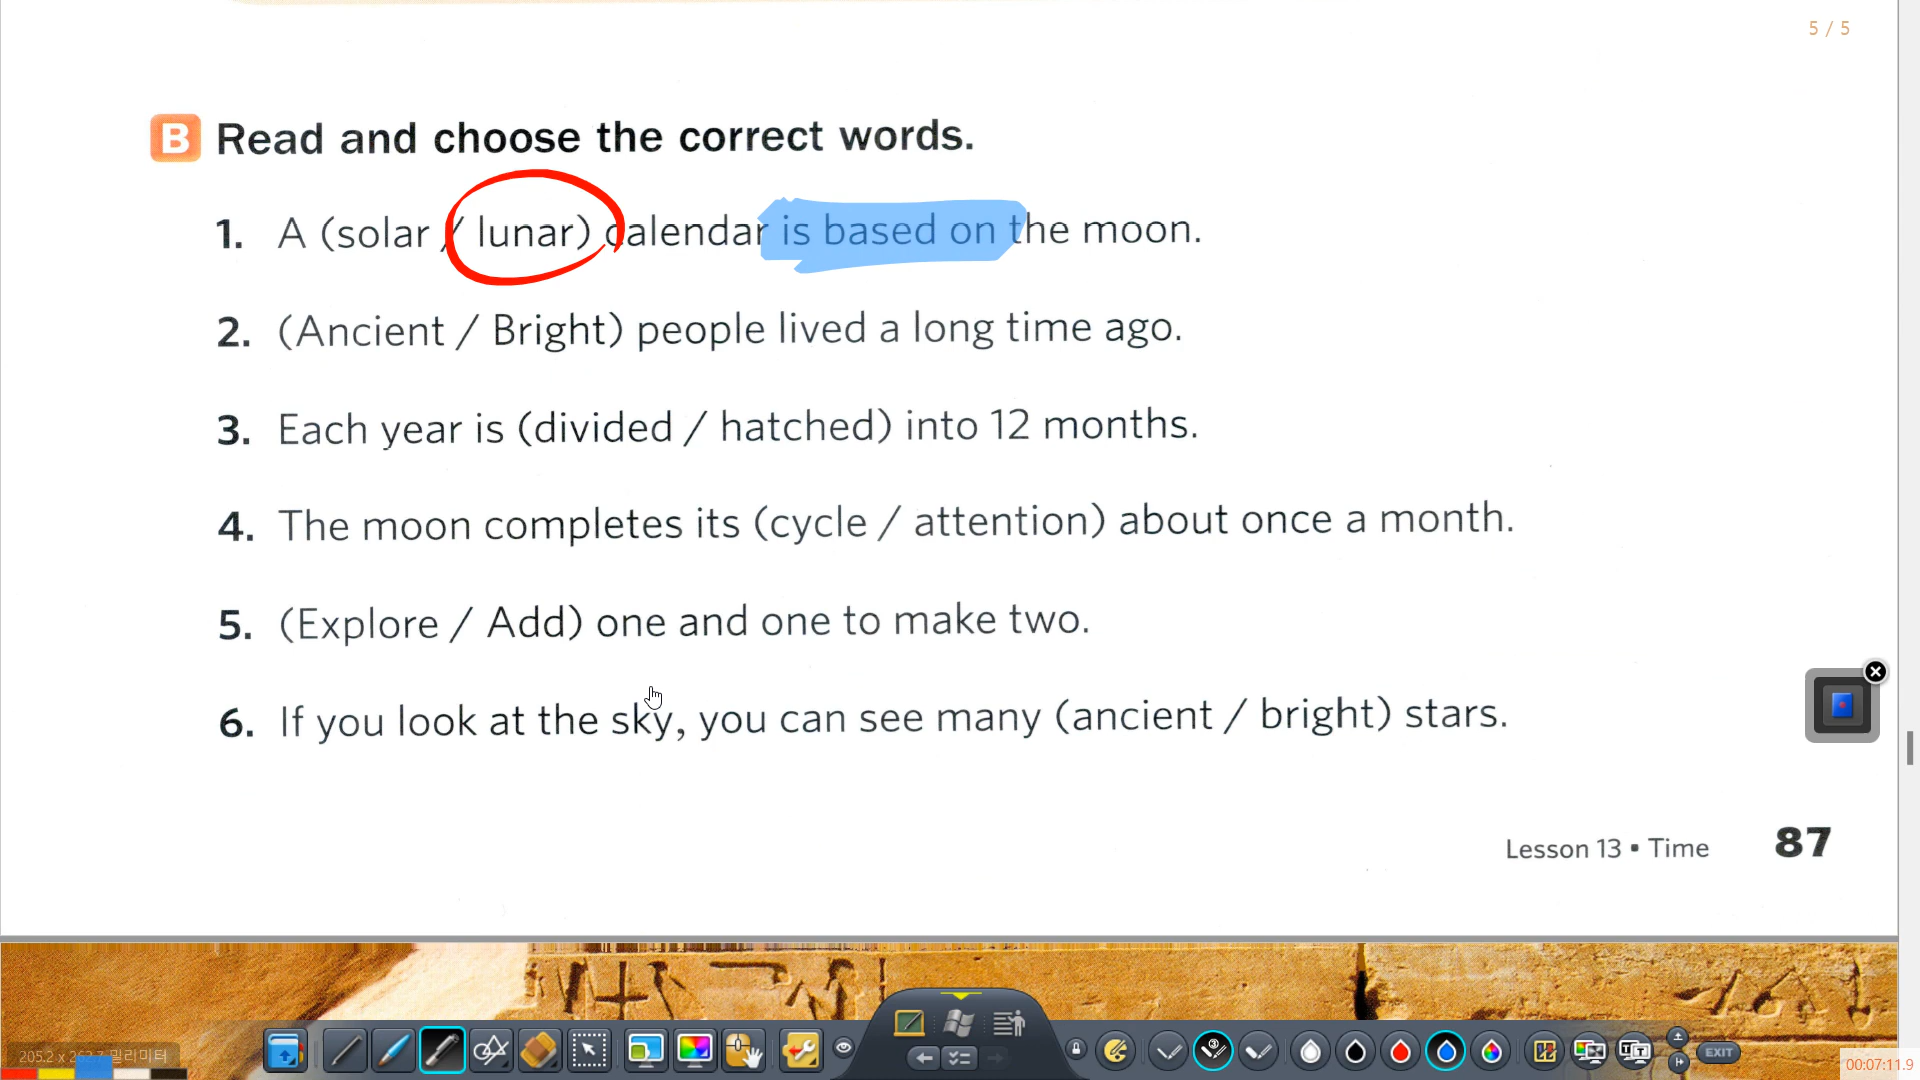 5 / 5
B Read and choose the correct words.
1. A (solar / lunar) calendar is based on the moon.
2. (Ancient / Bright) people lived a long time ago.
3. Each year is (divided / hatched) into 12 months.
4. The moon completes its (cycle / attention) about once a month.
5. (Explore / Add) one and one to make two.
6. If you look at the sky, you can see many (ancient / bright) stars.
Lesson 13 ▪ Time 87
EXIT
00:07:11.9